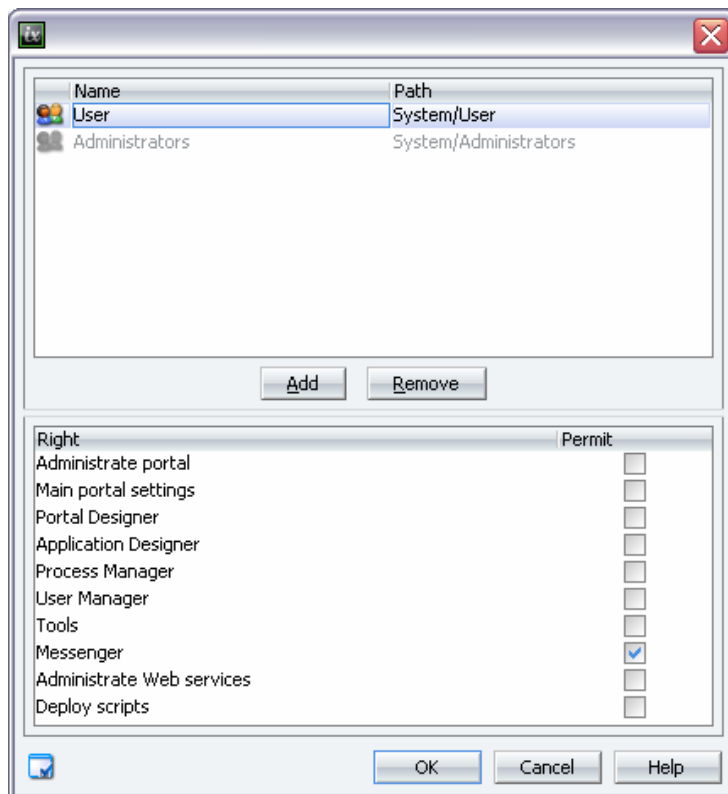 ix
Name Path
User System/User
Administrators System/Administrators
Add Remove
Right Permit
Administrate portal
Main portal settings
Portal Designer
Application Designer
Process Manager
User Manager
Tools
Messenger
Administrate Web services
Deploy scripts
OK Cancel Help